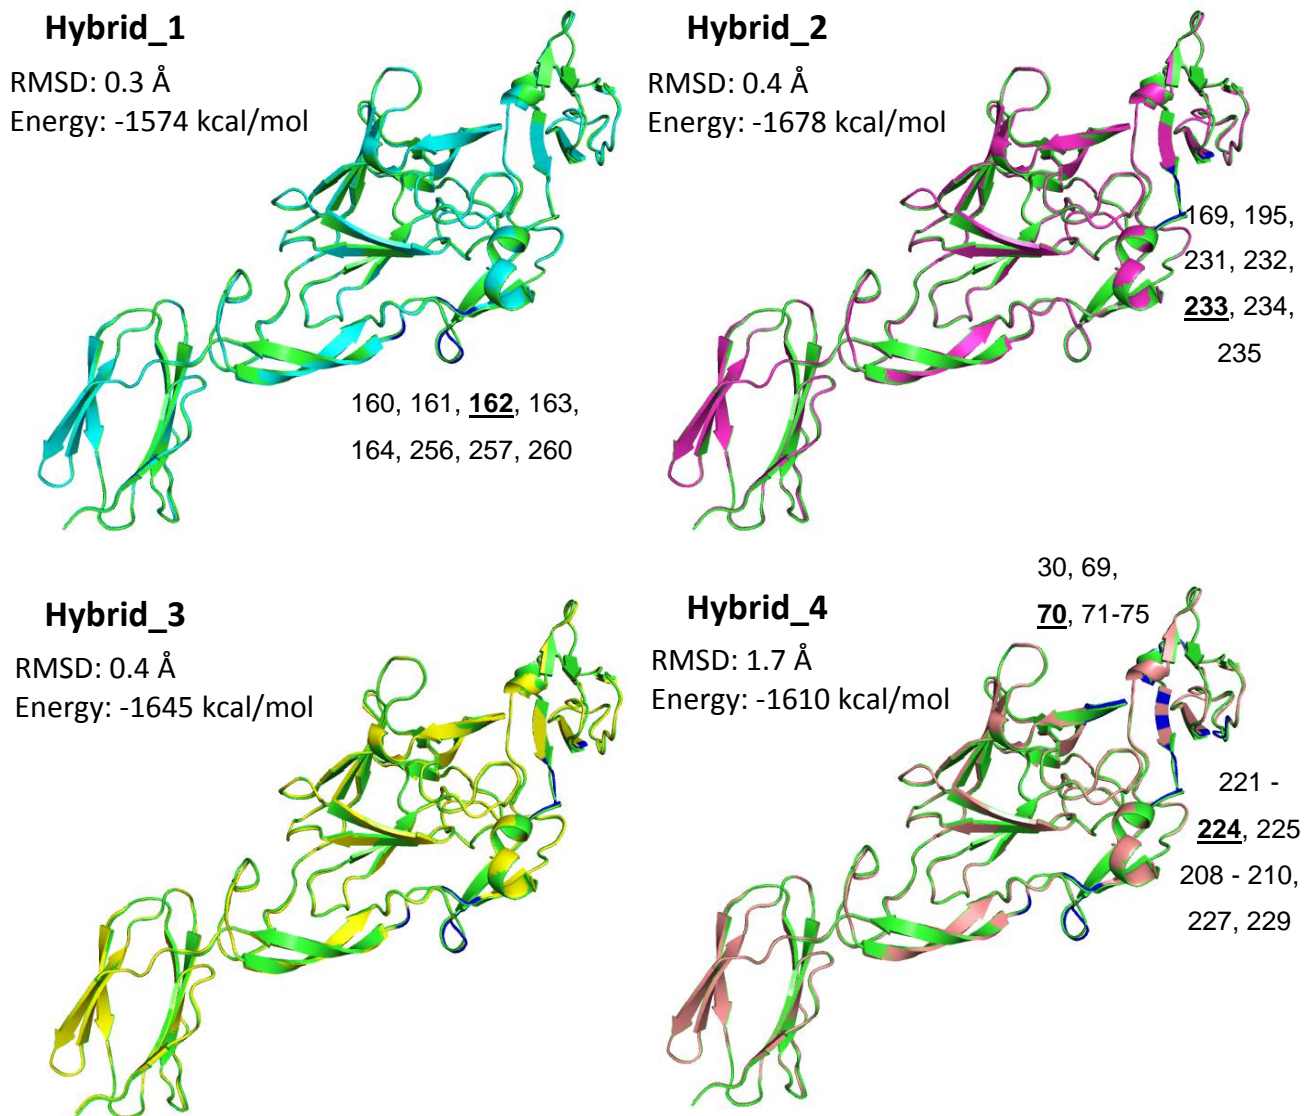 Hybrid_1
RMSD: 0.3 Å
Energy: -1574 kcal/mol
160, 161, 162, 163,
164, 256, 257, 260
Hybrid_2
RMSD: 0.4 Å
Energy: -1678 kcal/mol
169, 195,
231, 232,
233, 234,
235
Hybrid_3
RMSD: 0.4 Å
Energy: -1645 kcal/mol
Hybrid_4
RMSD: 1.7 Å
Energy: -1610 kcal/mol
30, 69,
70, 71-75
221 -
224, 225
208 - 210,
227, 229